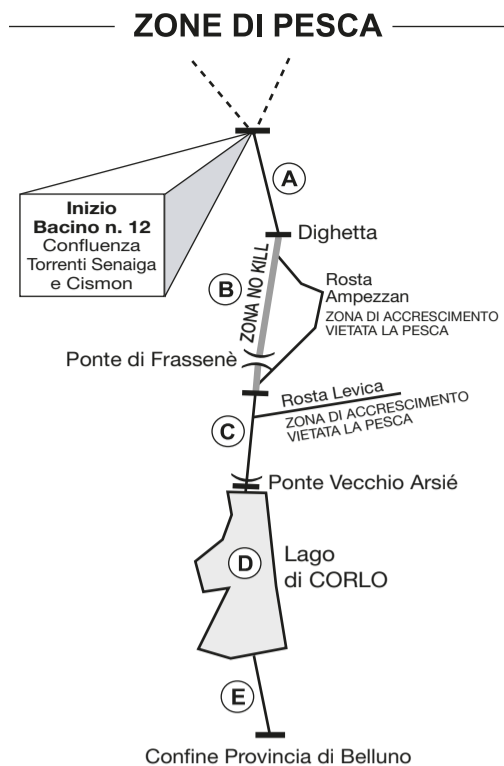 ZONE DI PESCA
A
Inizio
Bacino n. 12
Confluenza
Torrenti Senaiga
e Cismon
Dighetta
B
ZONA NO KILL
Rosta
Ampezzan
ZONA DI ACCRESCIMENTO
VIETATA LA PESCA
Ponte di Frassenè
Rosta Levica
ZONA DI ACCRESCIMENTO
VIETATA LA PESCA
C
Ponte Vecchio Arsié
D
Lago
di CORLO
E
Confine Provincia di Belluno